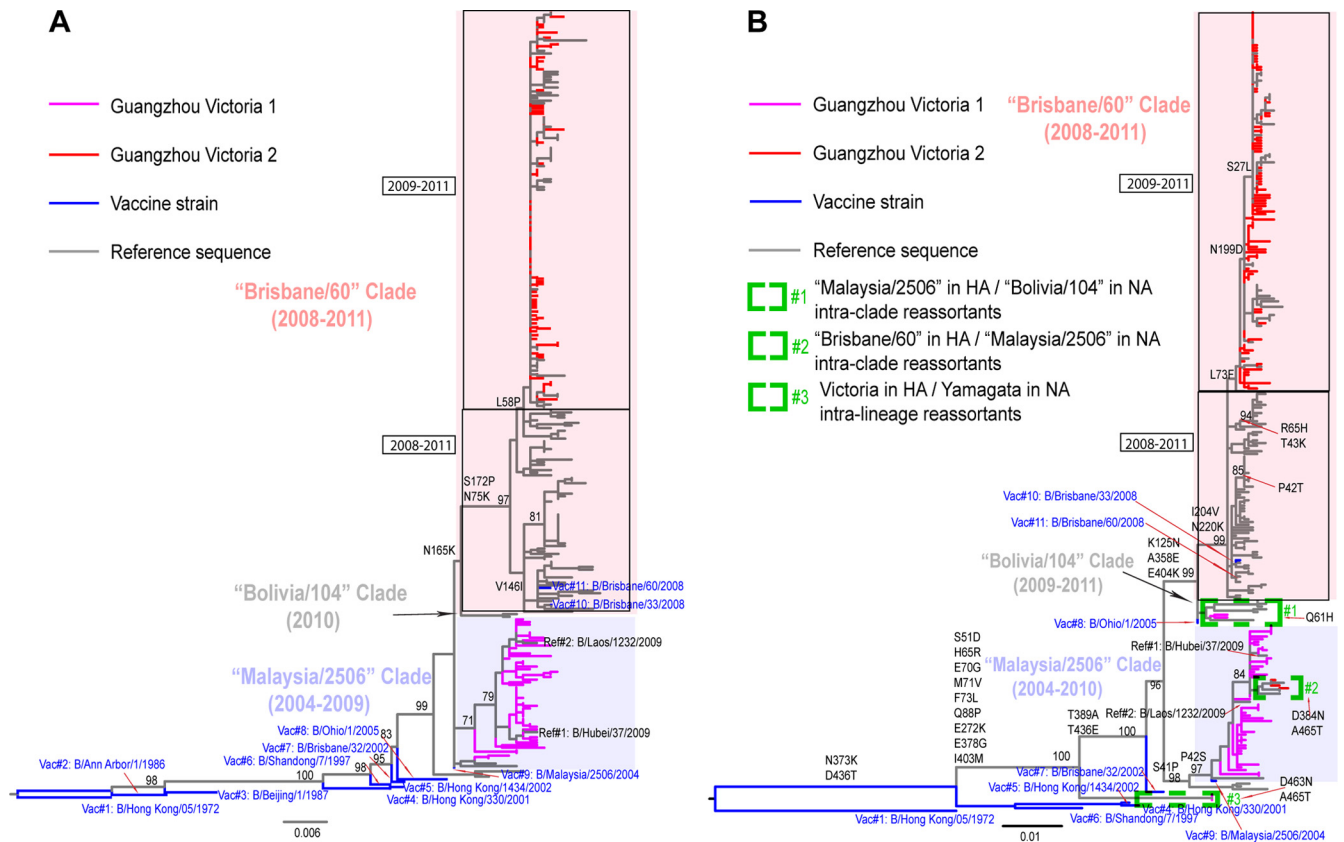 A
Guangzhou Victoria 1
Guangzhou Victoria 2
Vaccine strain
Reference sequence
2009-2011
“Brisbane/60” Clade
(2008-2011)
L58P
2008-2011
S172P
N75K
97
81
N165K
V146I
Vac#11: B/Brisbane/60/2008
Vac#10: B/Brisbane/33/2008
“Bolivia/104” Clade
(2010)
Ref#2: B/Laos/1232/2009
“Malaysia/2506” Clade
(2004-2009)
79
99
71
Ref#1: B/Hubei/37/2009
Vac#8: B/Ohio/1/2005
83
Vac#7: B/Brisbane/32/2002
Vac#6: B/Shandong/7/1997
95
Vac#2: B/Ann Arbor/1/1986
98
98
100
Vac#9: B/Malaysia/2506/2004
Vac#5: B/Hong Kong/1434/2002
Vac#3: B/Beijing/1/1987
Vac#4: B/Hong Kong/330/2001
Vac#1: B/Hong Kong/05/1972
0.006
B
Guangzhou Victoria 1
“Brisbane/60” Clade
(2008-2011)
Guangzhou Victoria 2
S27L
2009-2011
Vaccine strain
Reference sequence
N199D
#1 “Malaysia/2506” in HA / “Bolivia/104” in NA
intra-clade reassortants
#2 “Brisbane/60” in HA / “Malaysia/2506” in NA
intra-clade reassortants
L73F
#3 Victoria in HA / Yamagata in NA
intra-lineage reassortants
94
R65H
T43K
2008-2011
85
P42T
Vac#10: B/Brisbane/33/2008
Vac#11: B/Brisbane/60/2008
I204V
N220K
99
K125N
A358E
E404K 99
“Bolivia/104” Clade
(2009-2011)
#1
Q61H
Vac#8: B/Ohio/1/2005
S51D
H65R
E70G
M71V
F73L
Q88P
E272K
E378G
I403M
Ref#1: B/Hubei/37/2009
“Malaysia/2506” Clade
(2004-2010)
84
96
#2
Ref#2: B/Laos/1232/2009
D384N
A465T
T389A
T436E
100
N373K
D436T
100
S41P
P42S
97
98
Vac#7: B/Brisbane/32/2002
Vac#5: B/Hong Kong/1434/2002
D463N
A465T
#3
Vac#4: B/Hong Kong/330/2001
Vac#1: B/Hong Kong/05/1972
Vac#6: B/Shandong/7/1997
Vac#9: B/Malaysia/2506/2004
0.01